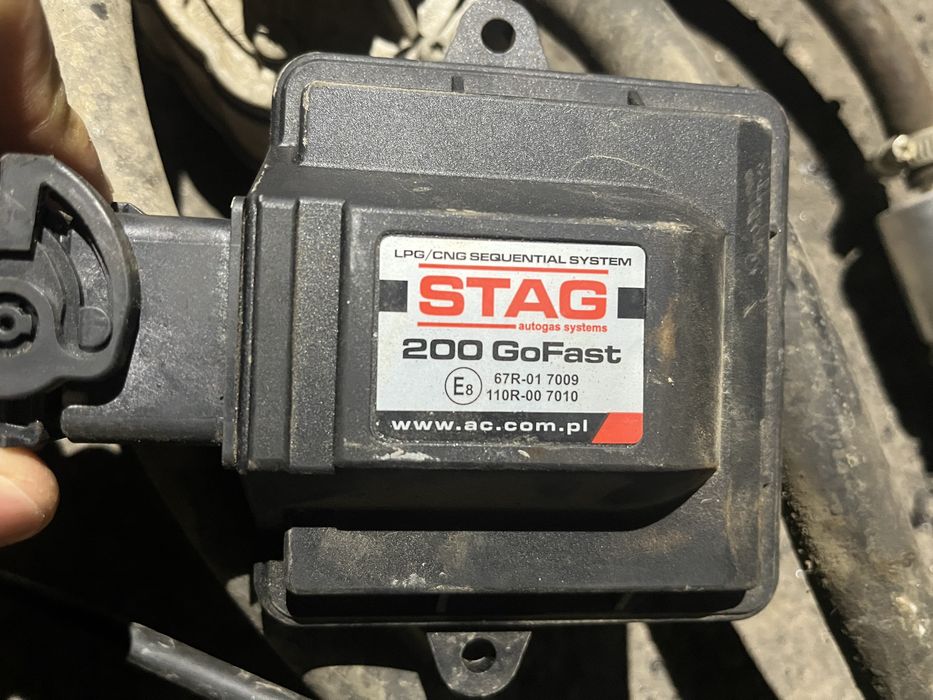 LPG/CNG SEQUENTIAL SYSTEM
STAG
autogas systems
200 GoFast
E8 67R-01 7009
110R-00 7010
www.ac.com.pl